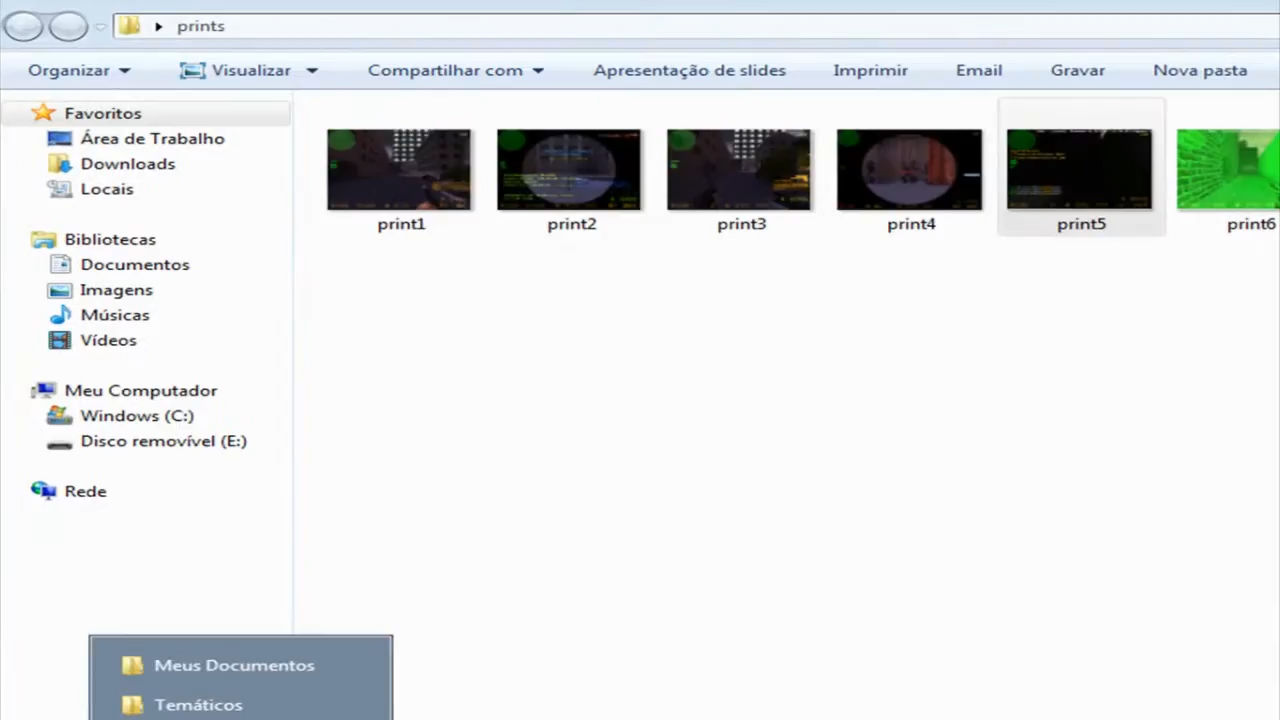 prints
Organizar Visualizar Compartilhar com Apresentação de slides Imprimir Email Gravar Nova pasta
Favoritos
Área de Trabalho
Downloads
Locais
Bibliotecas
Documentos
Imagens
Músicas
Vídeos
Meu Computador
Windows (C:)
Disco removível (E:)
Rede
print1 print2 print3 print4 print5 print6
Meus Documentos
Temáticos